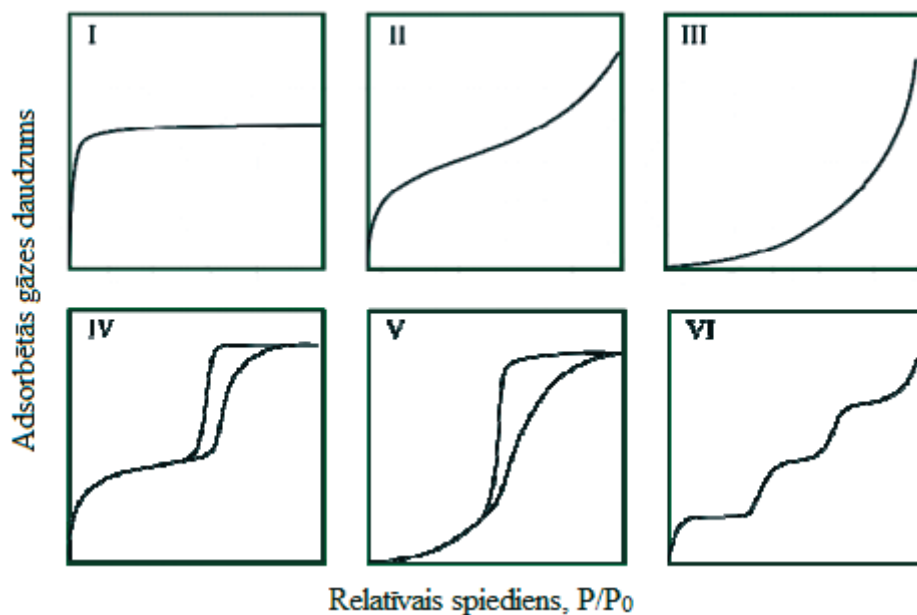 I
II
III
IV
V
VI
Adsorbētās gāzes daudzums
Relatīvais spiediens, P/P0